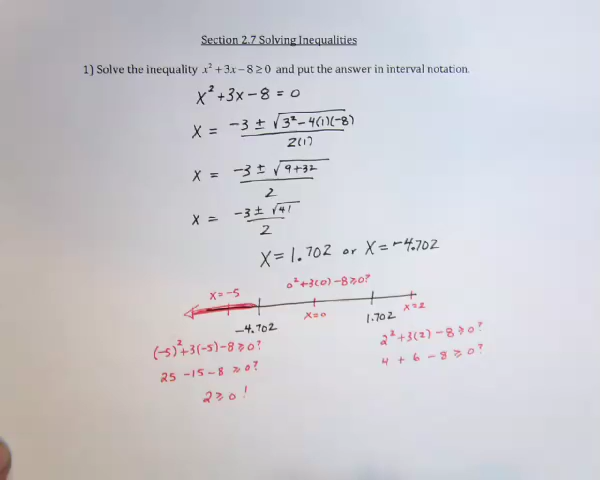 Section 2.7 Solving Inequalities
1) Solve the inequality x² + 3x – 8 ≥ 0 and put the answer in interval notation.
x² + 3x – 8 = 0
x = (-3 ± √(3² – 4(1)(-8))) / 2(1)
x = (-3 ± √(9+32)) / 2
x = (-3 ± √41) / 2
x = 1.702 or x = -4.702
x = -5 0² + 3(0) – 8 ≥ 0?
-4.702 x = 0 1.702 x = 2
(-5)² + 3(-5) – 8 ≥ 0? 2² + 3(2) – 8 ≥ 0?
25 – 15 – 8 ≥ 0? 4 + 6 – 8 ≥ 0?
2 ≥ 0!